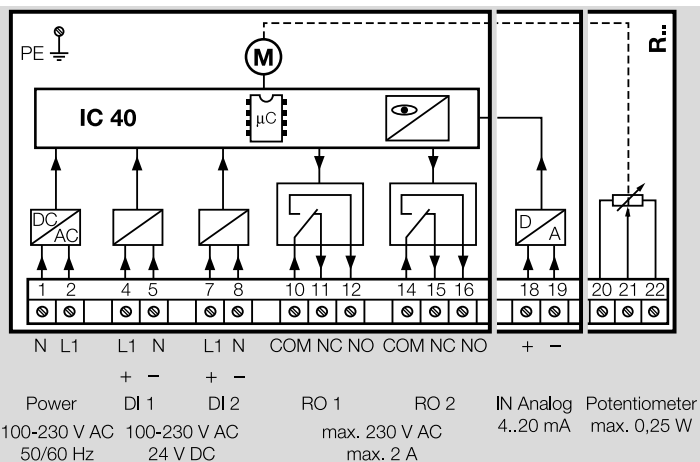 PE
M
R..
IC 40
µC
DC
AC
D
A
1 2 4 5 7 8 10 11 12 14 15 16 18 19 20 21 22
N L1 L1 N L1 N COM NC NO COM NC NO + −
+ − + −
Power DI 1 DI 2 RO 1 RO 2 IN Analog Potentiometer
100-230 V AC 100-230 V AC max. 230 V AC 4..20 mA max. 0,25 W
50/60 Hz 24 V DC max. 2 A